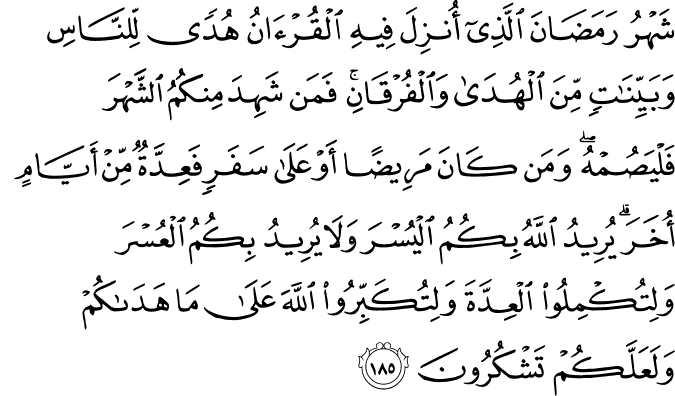 شَهْرُ رَمَضَانَ ٱلَّذِىٓ أُنزِلَ فِيهِ ٱلْقُرْءَانُ هُدًى لِّلنَّاسِ
وَبَيِّنَـٰتٍ مِّنَ ٱلْهُدَىٰ وَٱلْفُرْقَانِ ۚ فَمَن شَهِدَ مِنكُمُ ٱلشَّهْرَ
فَلْيَصُمْهُ ۖ وَمَن كَانَ مَرِيضًا أَوْ عَلَىٰ سَفَرٍ فَعِدَّةٌ مِّنْ أَيَّامٍ
أُخَرَ ۗ يُرِيدُ ٱللَّهُ بِكُمُ ٱلْيُسْرَ وَلَا يُرِيدُ بِكُمُ ٱلْعُسْرَ
وَلِتُكْمِلُوا۟ ٱلْعِدَّةَ وَلِتُكَبِّرُوا۟ ٱللَّهَ عَلَىٰ مَا هَدَىٰكُمْ
وَلَعَلَّكُمْ تَشْكُرُونَ ١٨٥